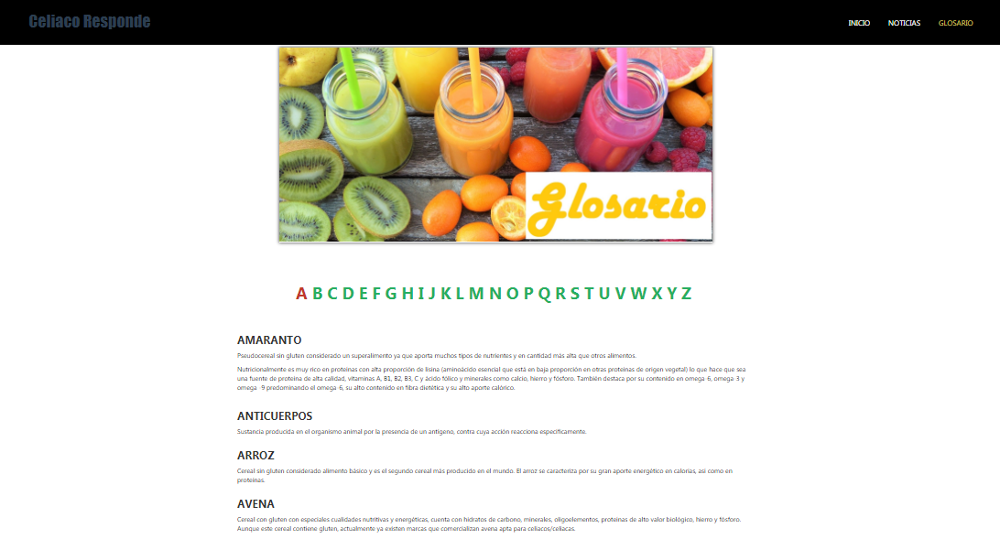 Celiaco Responde
INICIO NOTICIAS GLOSARIO
Glosario
A B C D E F G H I J K L M N O P Q R S T U V W X Y Z
AMARANTO
Pseudocereal sin gluten considerado un superalimento ya que aporta muchos tipos de nutrientes y en cantidad más alta que otros alimentos.
Nutricionalmente es muy rico en proteinas con alta proporción de lisina (aminoácido esencial que está en baja proporción en otras proteinas de origen vegetal) lo que hace que sea
una fuente de proteina de alta calidad, vitaminas A, B1, B2, B3, C y ácido fólico y minerales como calcio, hierro y fósforo. También destaca por su contenido en omega-6, omega-3 y
omega -9 predominando el omega-6, su alto contenido en fibra dietética y su alto aporte calórico.
ANTICUERPOS
Sustancia producida en el organismo animal por la presencia de un antigeno, contra cuya acción reacciona especificamente.
ARROZ
Cereal sin gluten considerado alimento básico y es el segundo cereal más producido en el mundo. El arroz se caracteriza por su gran aporte energético en calorias, asi como en
proteinas.
AVENA
Cereal con gluten con especiales cualidades nutritivas y energéticas, cuenta con hidratos de carbono, minerales, oligoelementos, proteinas de alto valor biológico, hierro y fósforo.
Aunque este cereal contiene gluten, actualmente ya existen marcas que comercializan avena apta para celiacos/celiacas.